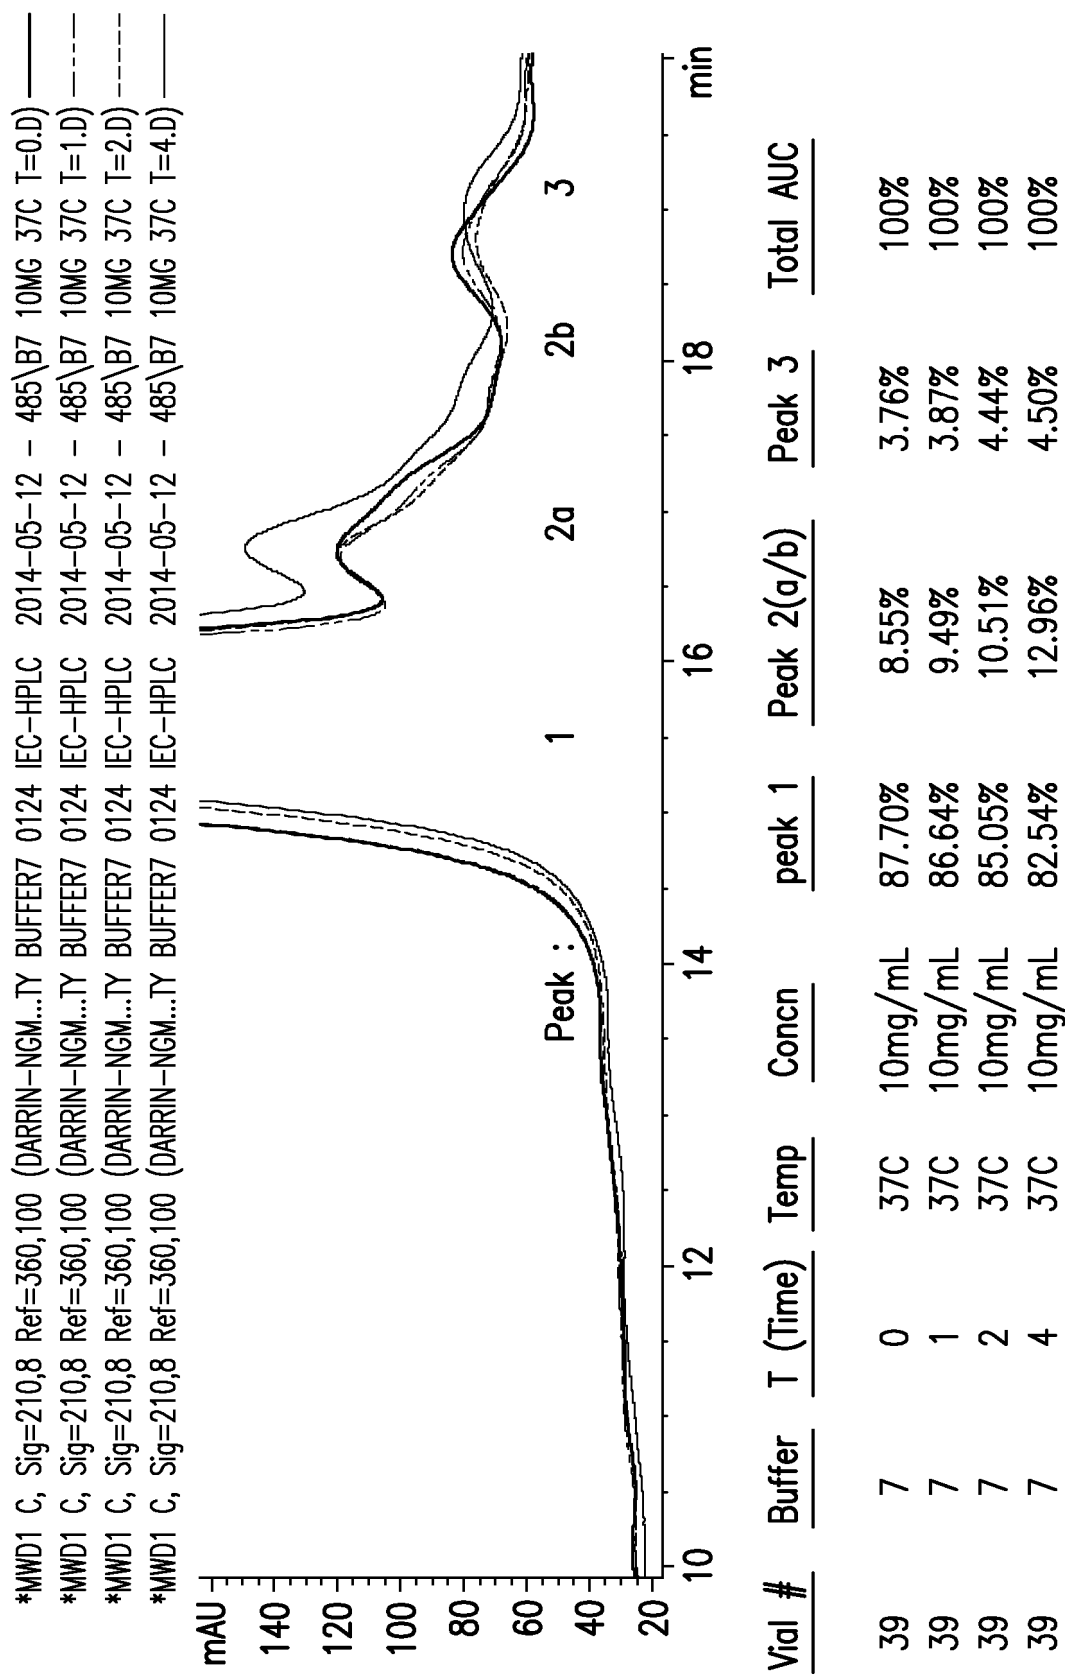 *MWD1 C, Sig=210,8 Ref=360,100 (DARRIN-NGM...TY BUFFER7 0124 IEC-HPLC 2014-05-12 - 485\B7 10MG 37C T=0.D)
*MWD1 C, Sig=210,8 Ref=360,100 (DARRIN-NGM...TY BUFFER7 0124 IEC-HPLC 2014-05-12 - 485\B7 10MG 37C T=1.D)
*MWD1 C, Sig=210,8 Ref=360,100 (DARRIN-NGM...TY BUFFER7 0124 IEC-HPLC 2014-05-12 - 485\B7 10MG 37C T=2.D)
*MWD1 C, Sig=210,8 Ref=360,100 (DARRIN-NGM...TY BUFFER7 0124 IEC-HPLC 2014-05-12 - 485\B7 10MG 37C T=4.D)
mAU
140
120
100
80
60
40
20
Peak : 1 2a 2b 3
10 12 14 16 18 min
Vial # Buffer T (Time) Temp Concn peak 1 Peak 2(a/b) Peak 3 Total AUC
39 7 0 37C 10mg/mL 87.70% 8.55% 3.76% 100%
39 7 1 37C 10mg/mL 86.64% 9.49% 3.87% 100%
39 7 2 37C 10mg/mL 85.05% 10.51% 4.44% 100%
39 7 4 37C 10mg/mL 82.54% 12.96% 4.50% 100%